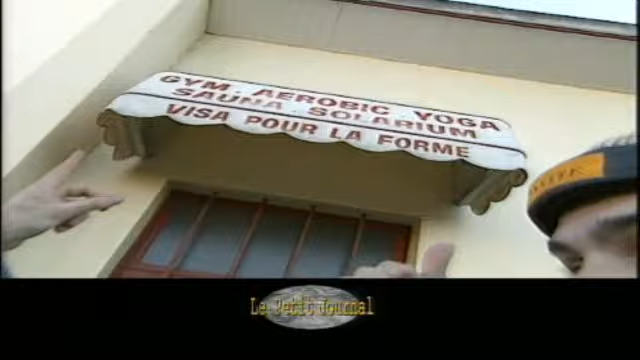 GYM. AEROBIC YOGA
SAUNA SOLARIUM
VISA POUR LA FORME
Le Petit Journal